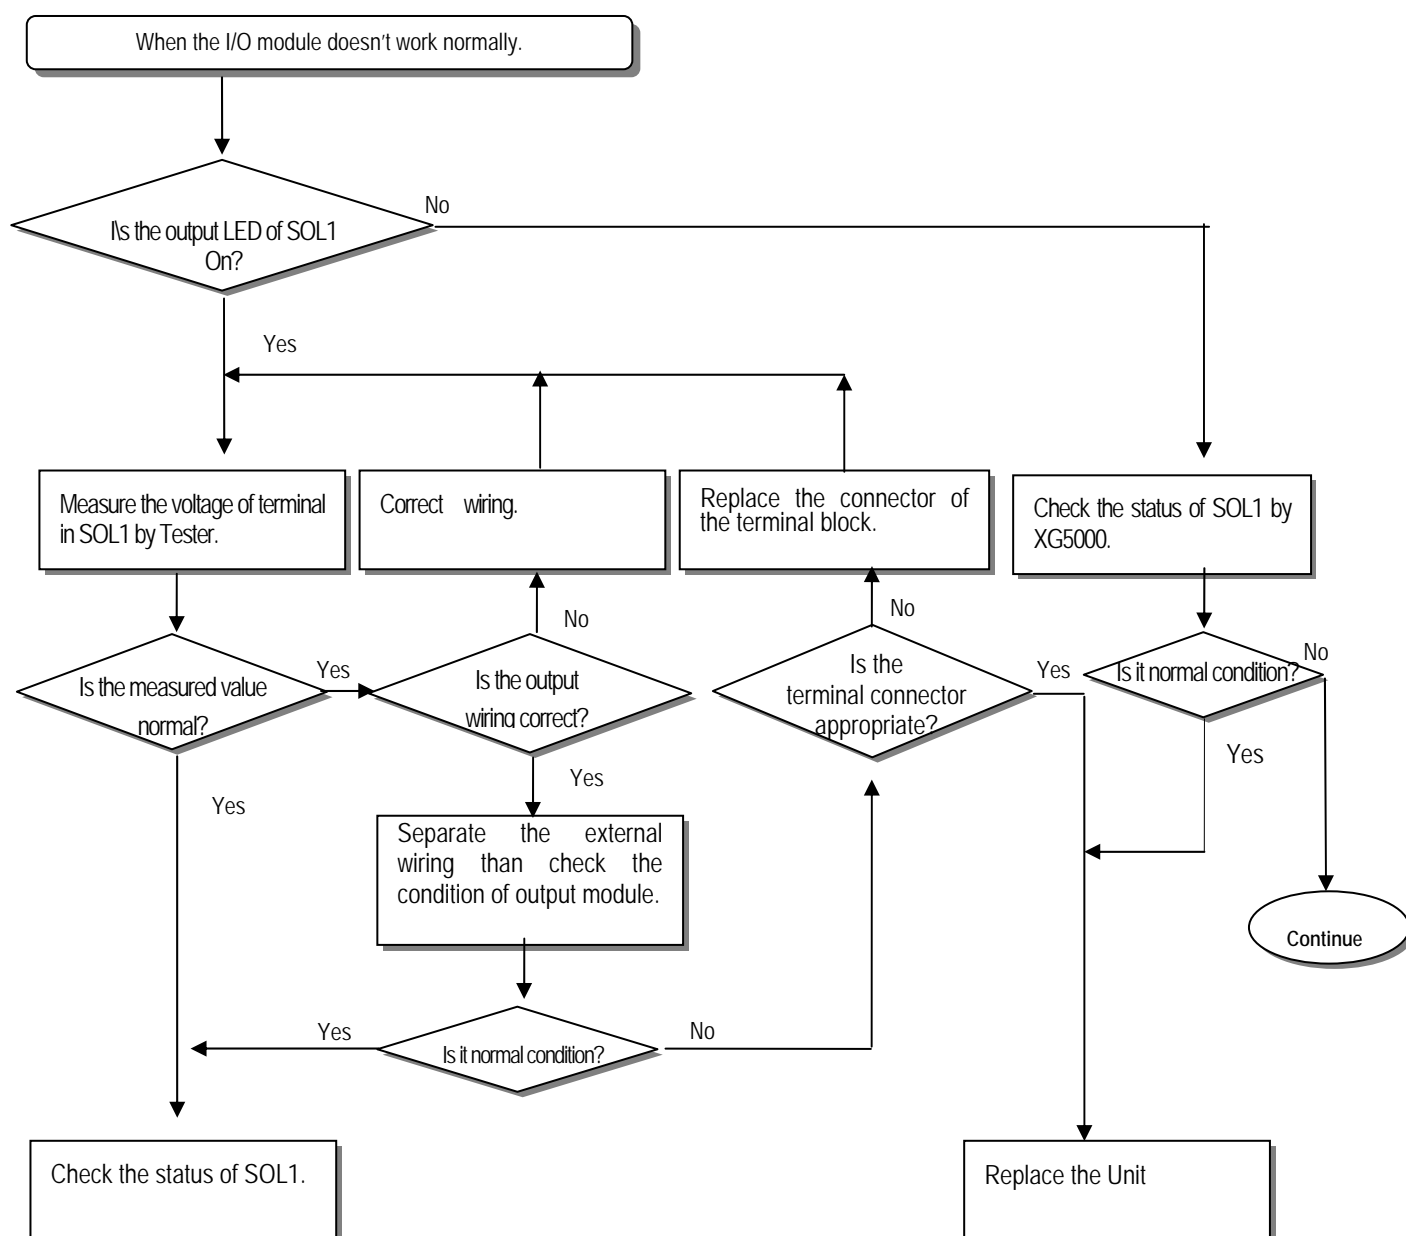 When the I/O module doesn't work normally.
No
I\s the output LED of SOL1
On?
Yes
Measure the voltage of terminal
in SOL1 by Tester.
Correct wiring.
Replace the connector of
the terminal block.
Check the status of SOL1 by
XG5000.
No
No
Is the measured value
normal?
Yes
Is the output
wiring correct?
Is the
terminal connector
appropriate?
Yes
Is it normal condition?
No
Yes
Yes
Yes
Separate the external
wiring than check the
condition of output module.
Continue
Yes
Is it normal condition?
No
Check the status of SOL1.
Replace the Unit